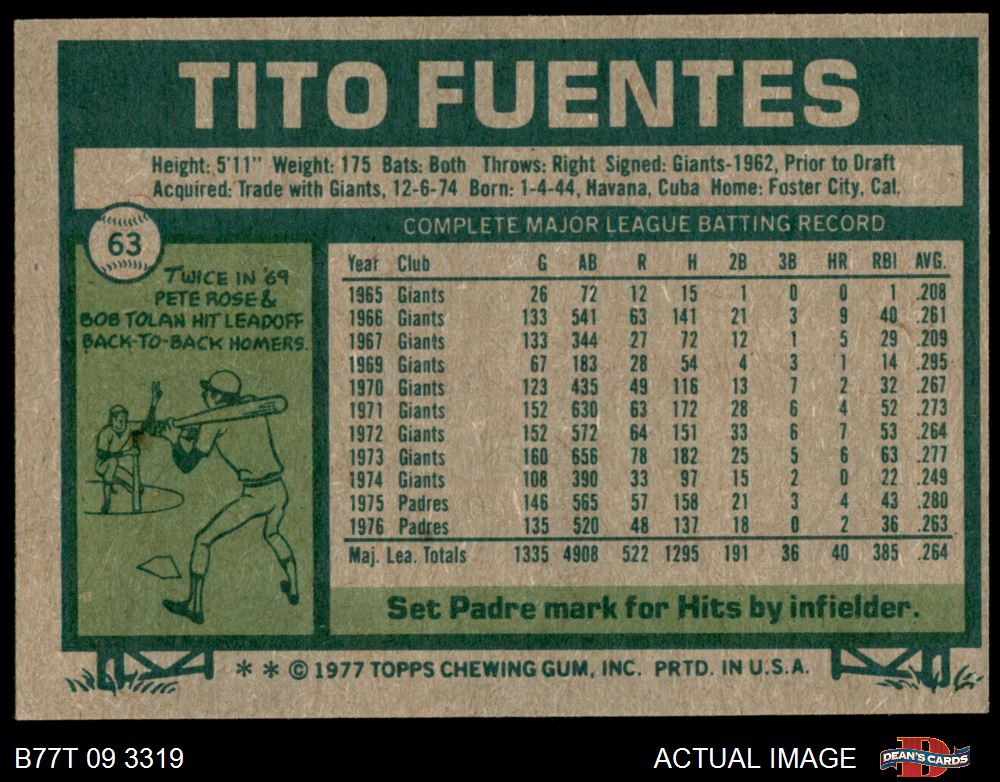 TITO FUENTES
Height: 5'11" Weight: 175 Bats: Both Throws: Right Signed: Giants-1962, Prior to Draft
Acquired: Trade with Giants, 12-6-74 Born: 1-4-44, Havana, Cuba Home: Foster City, Cal.
63
TWICE IN '69
PETE ROSE &
BOB TOLAN HIT LEADOFF
BACK-TO-BACK HOMERS.
COMPLETE MAJOR LEAGUE BATTING RECORD
Year Club G AB R H 2B 3B HR RBI AVG.
1965 Giants 26 72 12 15 1 0 0 1 .208
1966 Giants 133 541 63 141 21 3 9 40 .261
1967 Giants 133 344 27 72 12 1 5 29 .209
1969 Giants 67 183 28 54 4 3 1 14 .295
1970 Giants 123 435 49 116 13 7 2 32 .267
1971 Giants 152 630 63 172 28 6 4 52 .273
1972 Giants 152 572 64 151 33 6 7 53 .264
1973 Giants 160 656 78 182 25 5 6 63 .277
1974 Giants 108 390 33 97 15 2 0 22 .249
1975 Padres 146 565 57 158 21 3 4 43 .280
1976 Padres 135 520 48 137 18 0 2 36 .263
Maj. Lea. Totals 1335 4908 522 1295 191 36 40 385 .264
Set Padre mark for Hits by infielder.
* * © 1977 TOPPS CHEWING GUM, INC. PRTD. IN U.S.A.
B77T 09 3319
ACTUAL IMAGE
D
DEAN'S CARDS